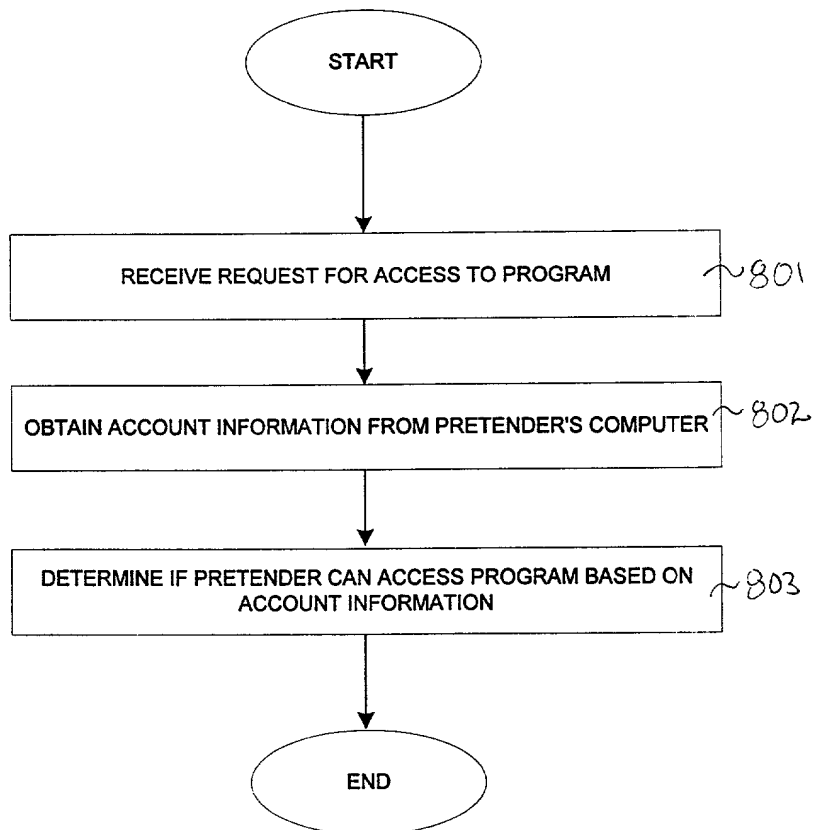 START
RECEIVE REQUEST FOR ACCESS TO PROGRAM 801
OBTAIN ACCOUNT INFORMATION FROM PRETENDER'S COMPUTER 802
DETERMINE IF PRETENDER CAN ACCESS PROGRAM BASED ON
ACCOUNT INFORMATION 803
END